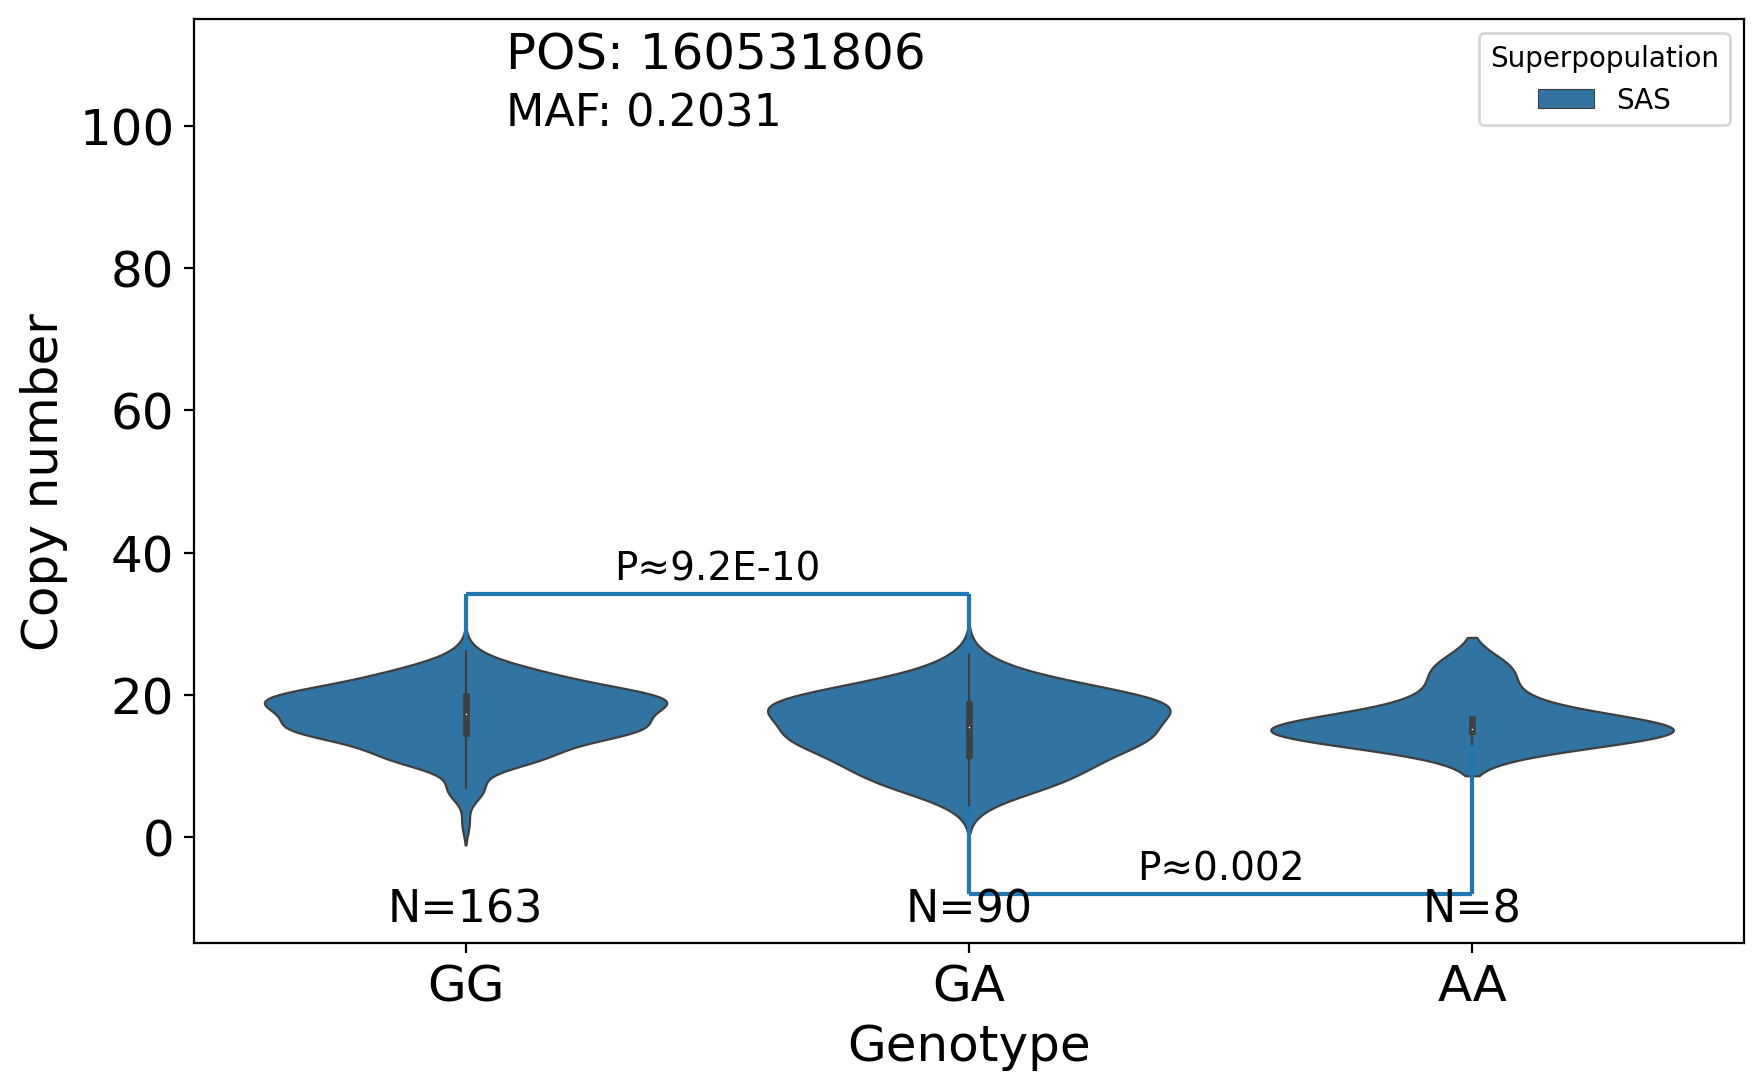 POS: 160531806
MAF: 0.2031
Superpopulation
SAS
100
80
60
40
20
0
Copy number
P≈9.2E-10
P≈0.002
N=163
N=90
N=8
GG
GA
AA
Genotype